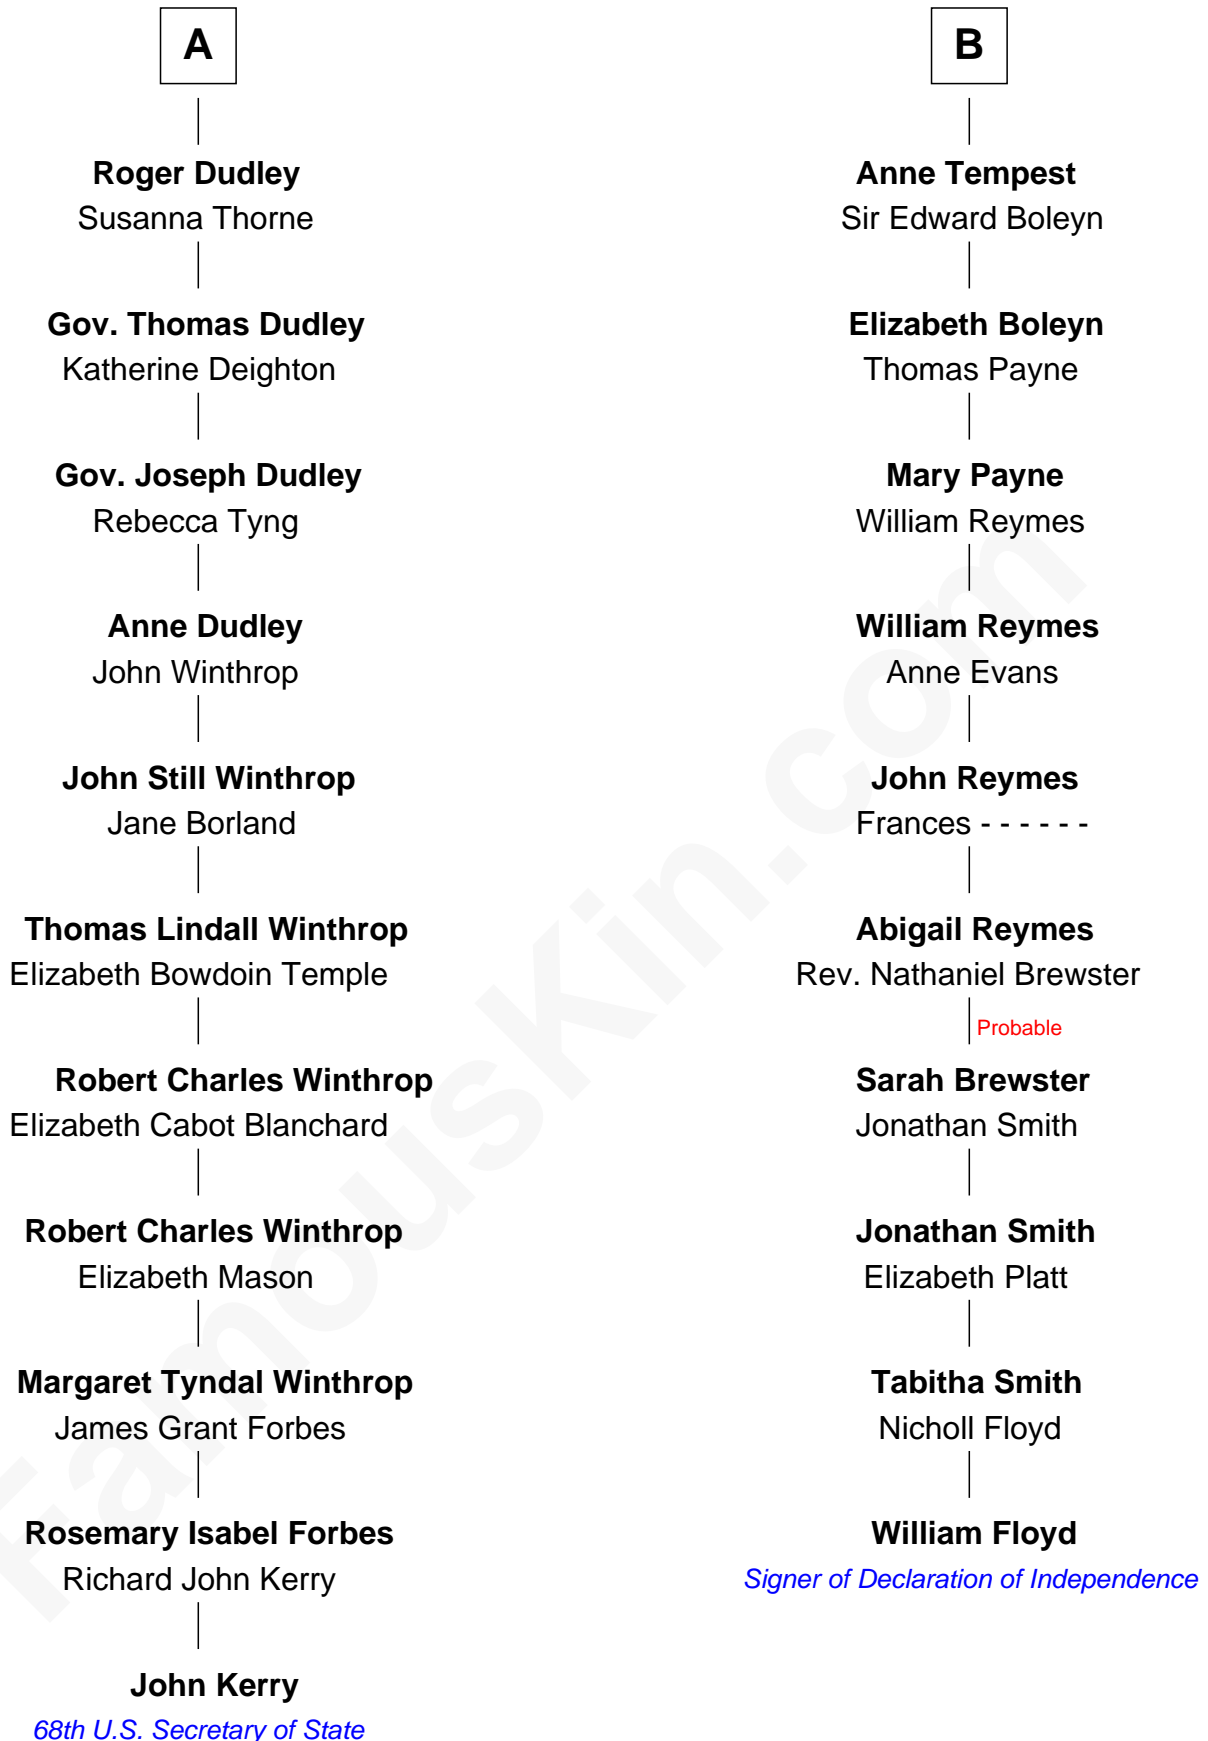 A
Roger Dudley
Susanna Thorne
Gov. Thomas Dudley
Katherine Deighton
Gov. Joseph Dudley
Rebecca Tyng
Anne Dudley
John Winthrop
John Still Winthrop
Jane Borland
Thomas Lindall Winthrop
Elizabeth Bowdoin Temple
Robert Charles Winthrop
Elizabeth Cabot Blanchard
Robert Charles Winthrop
Elizabeth Mason
Margaret Tyndal Winthrop
James Grant Forbes
Rosemary Isabel Forbes
Richard John Kerry
John Kerry
68th U.S. Secretary of State
B
Anne Tempest
Sir Edward Boleyn
Elizabeth Boleyn
Thomas Payne
Mary Payne
William Reymes
William Reymes
Anne Evans
John Reymes
Frances - - - - - -
Abigail Reymes
Rev. Nathaniel Brewster
Probable
Sarah Brewster
Jonathan Smith
Jonathan Smith
Elizabeth Platt
Tabitha Smith
Nicholl Floyd
William Floyd
Signer of Declaration of Independence
FamousKin.com